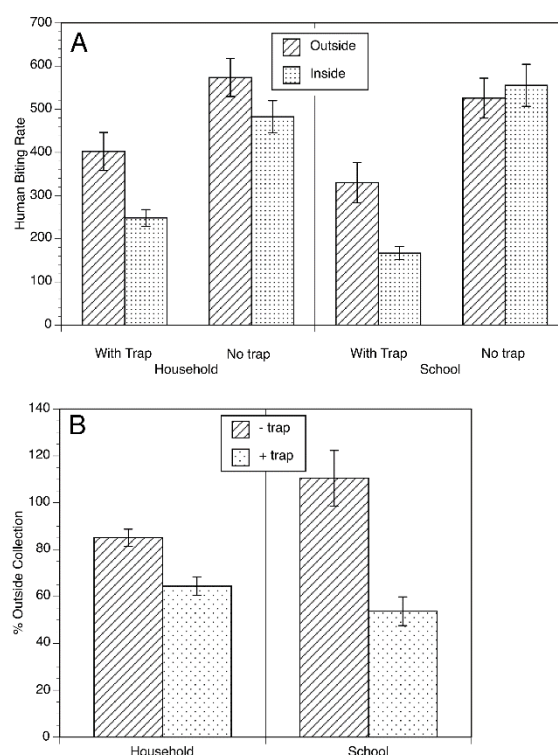 A
700
600
500
400
300
200
100
0
Human Biting Rate
Outside
Inside
With Trap No trap With Trap No trap
Household School
B
140
120
100
80
60
40
20
0
% Outside Collection
- trap
+ trap
Household School